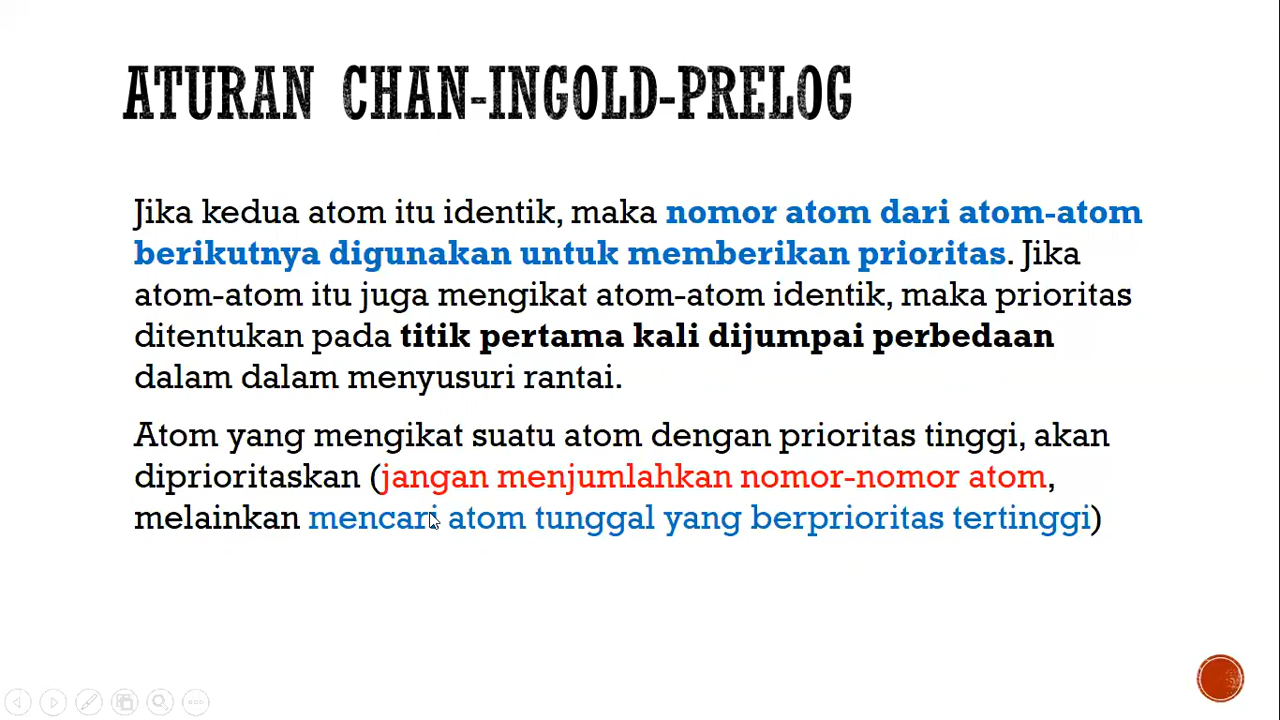 ATURAN CHAN-INGOLD-PRELOG
Jika kedua atom itu identik, maka nomor atom dari atom-atom
berikutnya digunakan untuk memberikan prioritas. Jika
atom-atom itu juga mengikat atom-atom identik, maka prioritas
ditentukan pada titik pertama kali dijumpai perbedaan
dalam dalam menyusuri rantai.
Atom yang mengikat suatu atom dengan prioritas tinggi, akan
diprioritaskan (jangan menjumlahkan nomor-nomor atom,
melainkan mencari atom tunggal yang berprioritas tertinggi)